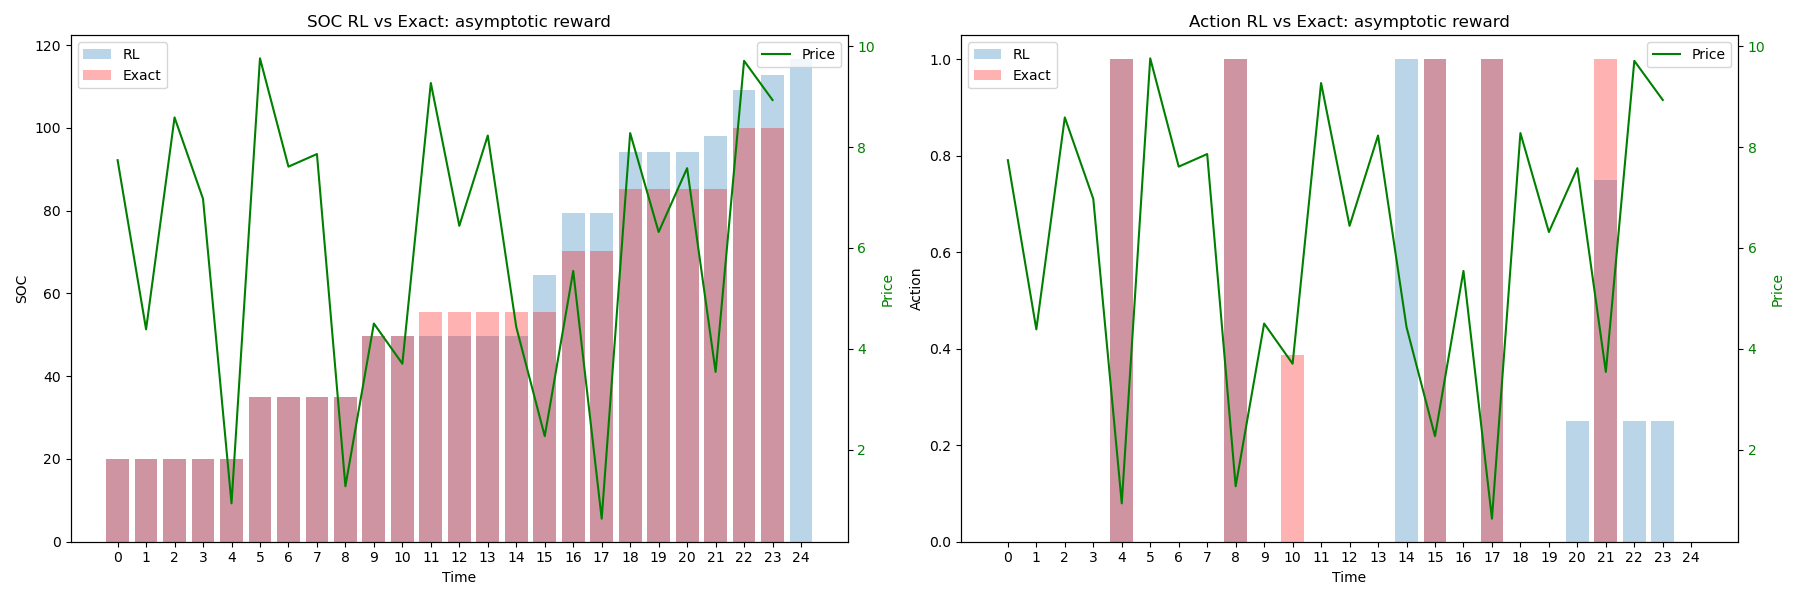 SOC RL vs Exact: asymptotic reward
RL
Exact
Price
120
100
80
60
40
20
0
SOC
10
8
6
4
2
Price
0 1 2 3 4 5 6 7 8 9 10 11 12 13 14 15 16 17 18 19 20 21 22 23 24
Time
Action RL vs Exact: asymptotic reward
RL
Exact
Price
1.0
0.8
0.6
0.4
0.2
0.0
Action
10
8
6
4
2
Price
0 1 2 3 4 5 6 7 8 9 10 11 12 13 14 15 16 17 18 19 20 21 22 23 24
Time